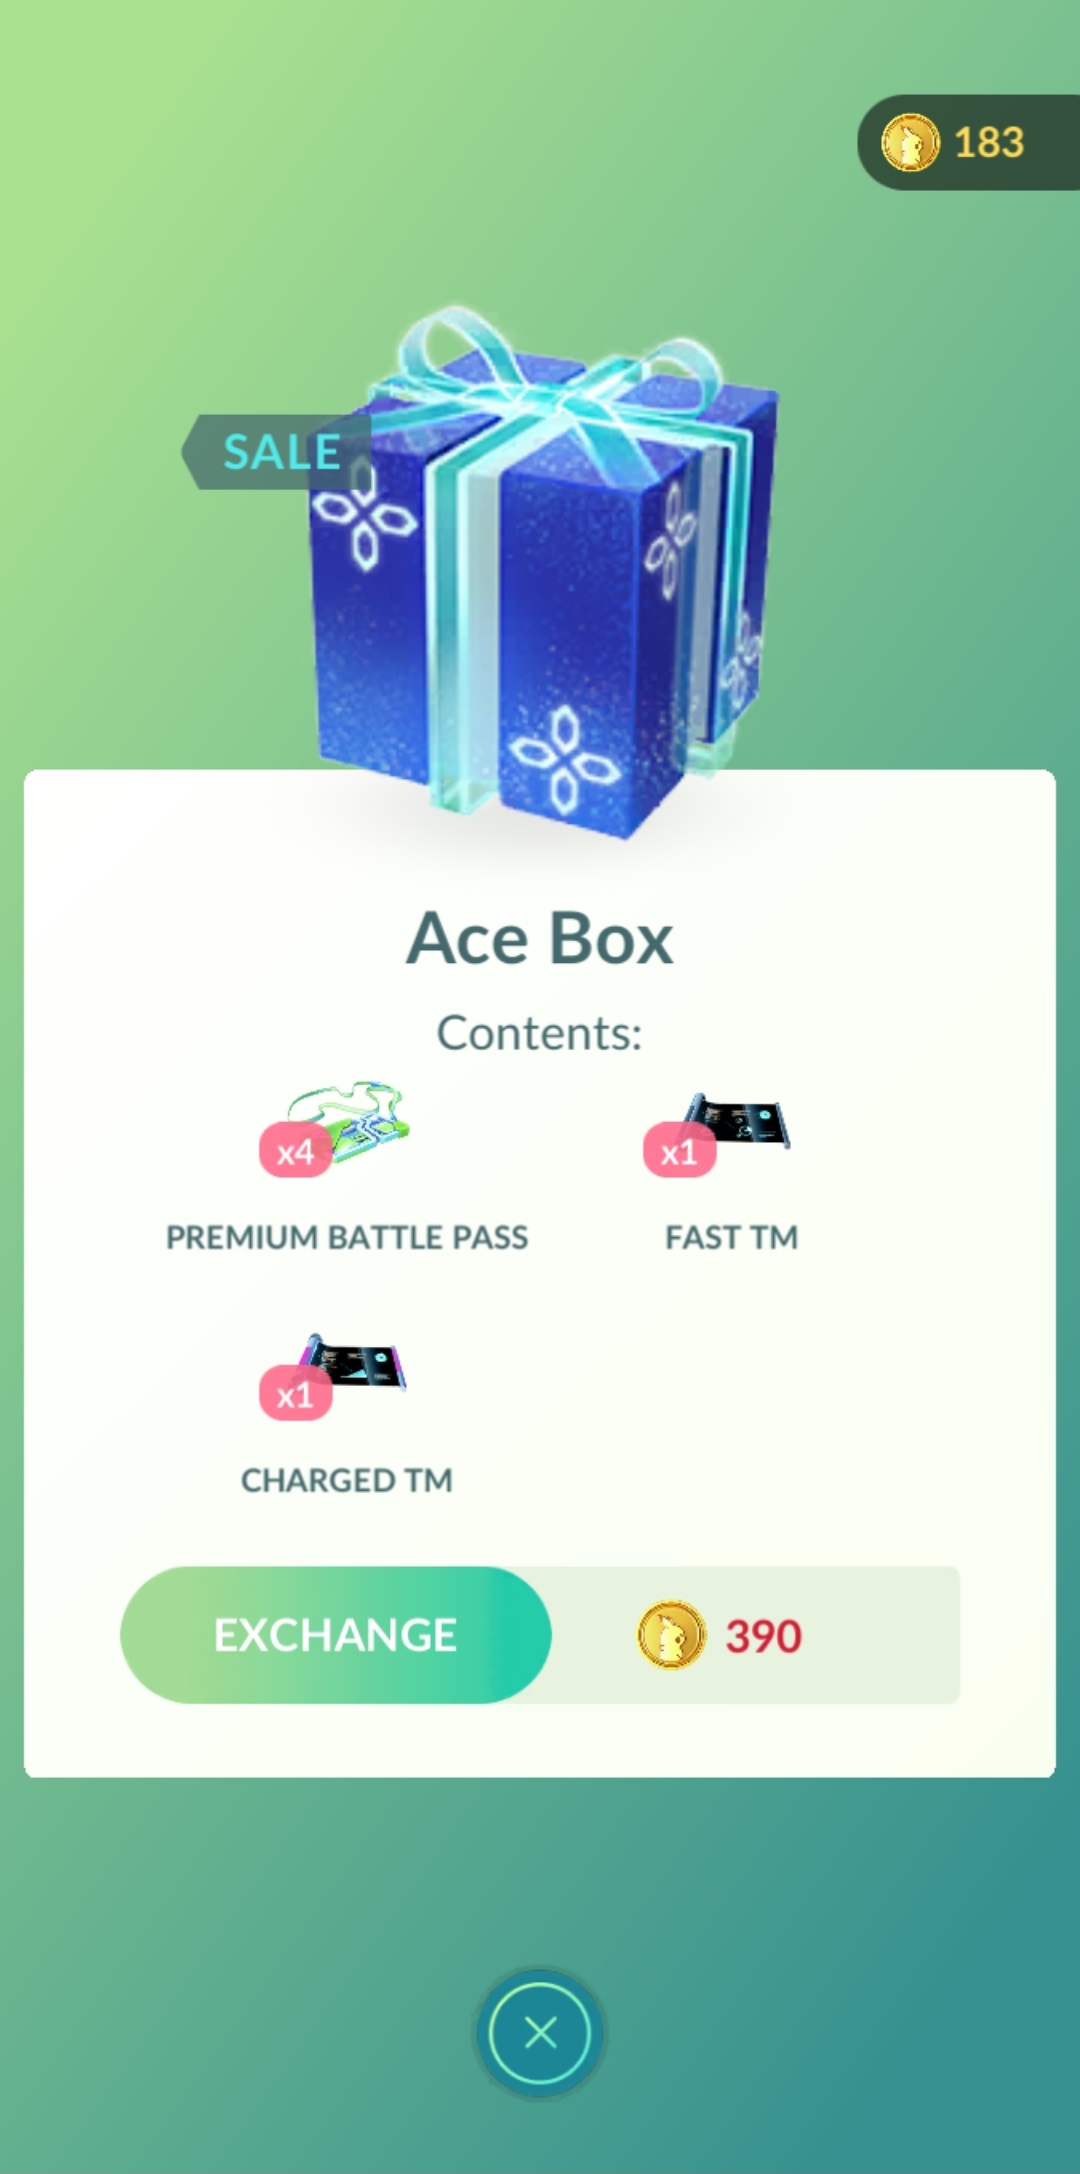 183
SALE
Ace Box
Contents:
x4
x1
PREMIUM BATTLE PASS
FAST TM
x1
CHARGED TM
EXCHANGE
390